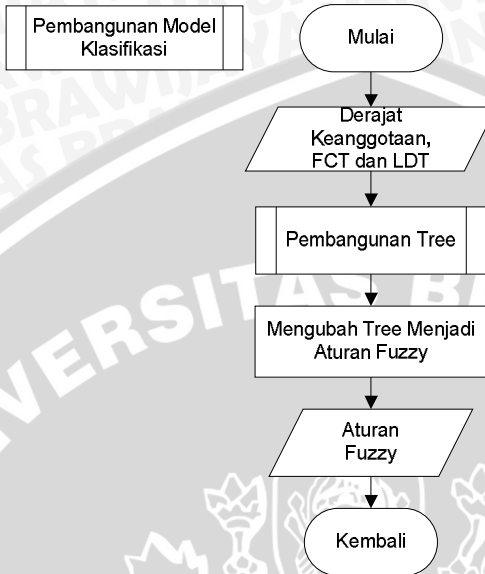 Pembangunan Model
Klasifikasi
Mulai
Derajat
Keanggotaan,
FCT dan LDT
Pembangunan Tree
Mengubah Tree Menjadi
Aturan Fuzzy
Aturan
Fuzzy
Kembali